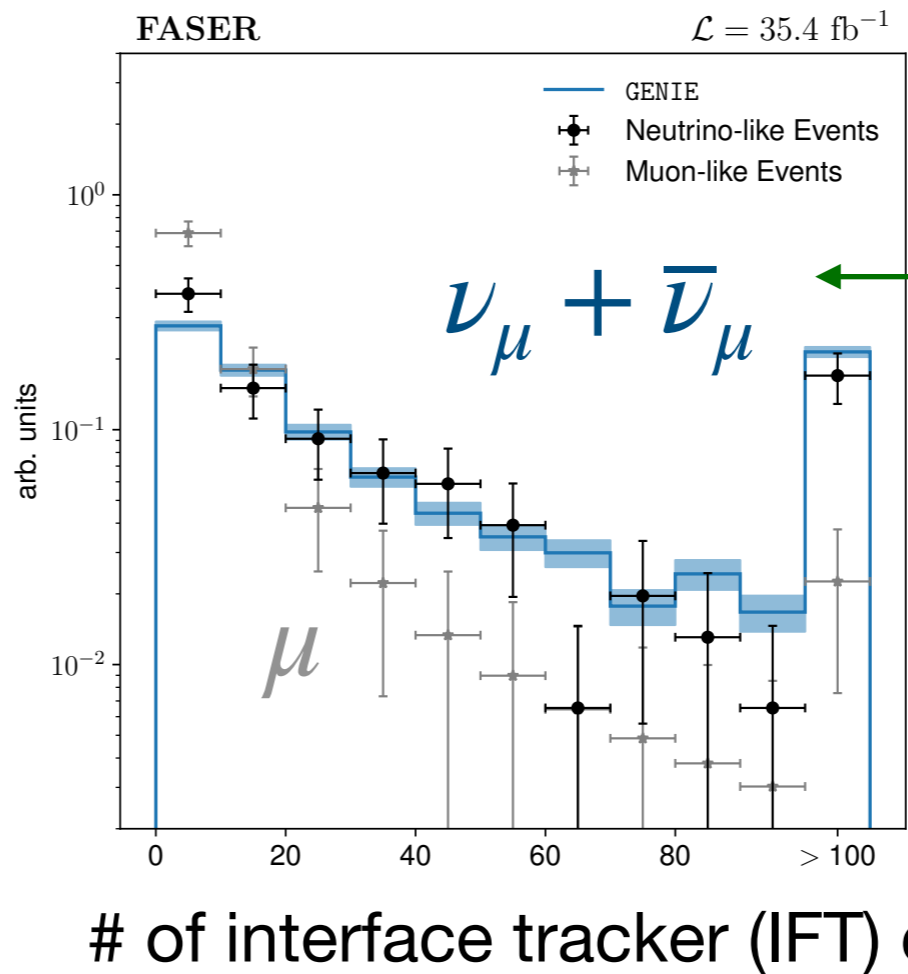 FASER
ℒ = 35.4 fb⁻¹
GENIE
Neutrino-like Events
Muon-like Events
10⁰
10⁻¹
10⁻²
arb. units
ν_μ + ν̄_μ
μ
0 20 40 60 80 > 100
# of interface tracker (IFT)